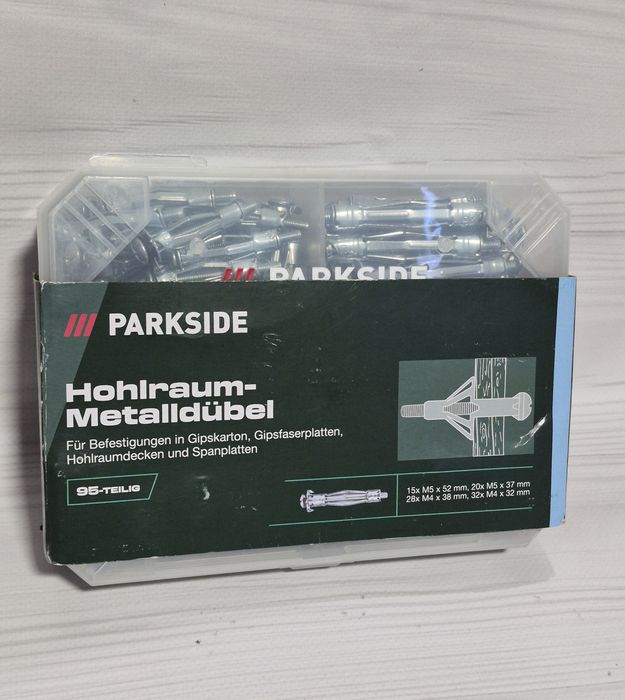 PARKSIDE
PARKSIDE
Hohlraum-
Metalldübel
Für Befestigungen in Gipskarton, Gipsfaserplatten,
Hohlraumdecken und Spanplatten
95-TEILIG
15x M5 x 52 mm, 20x M5 x 37 mm
28x M4 x 38 mm, 32x M4 x 32 mm